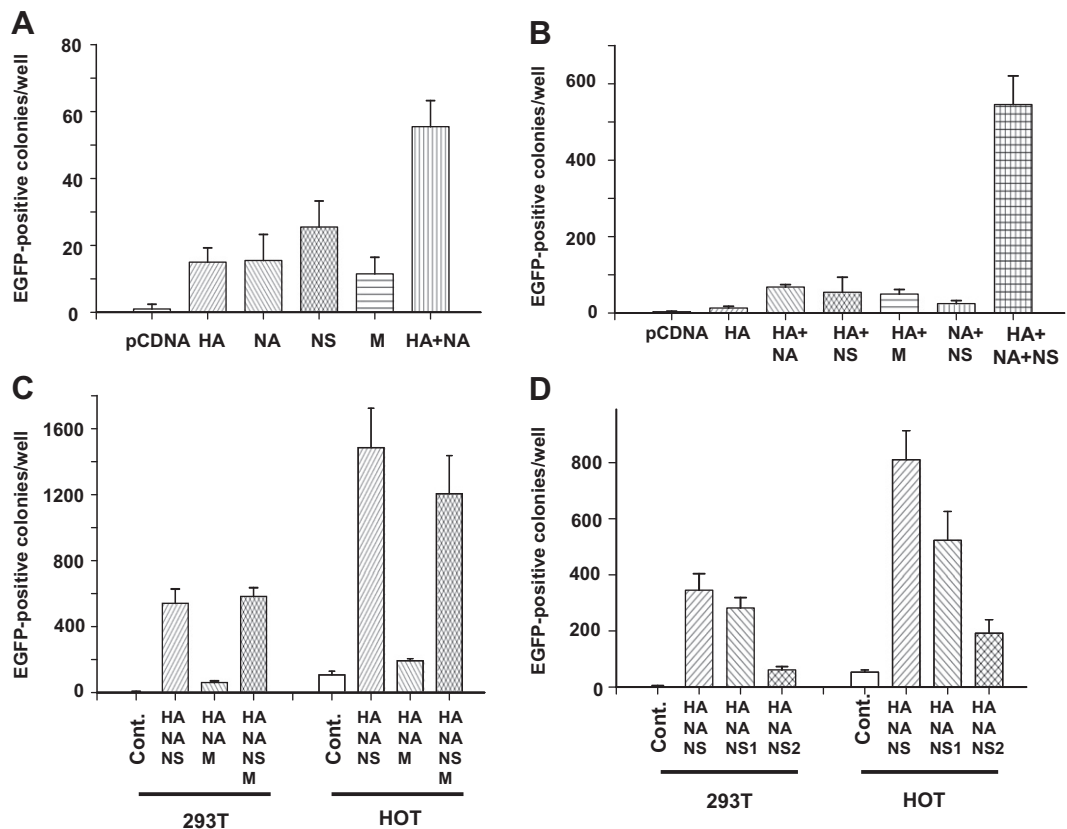 A
EGFP-positive colonies/well
80
60
40
20
0
pCDNA HA NA NS M HA+NA
B
EGFP-positive colonies/well
600
400
200
0
pCDNA HA HA+ HA+ HA+ NA+ HA+
NA NS M NS NA+NS
C
EGFP-positive colonies/well
1600
1200
800
400
0
Cont. HA HA HA Cont. HA HA HA
NA NA NA NA NA NA
NS M NS NS M NS
M M
293T HOT
D
EGFP-positive colonies/well
800
600
400
200
0
Cont. HA HA HA Cont. HA HA HA
NA NA NA NA NA NA
NS NS1 NS2 NS NS1 NS2
293T HOT